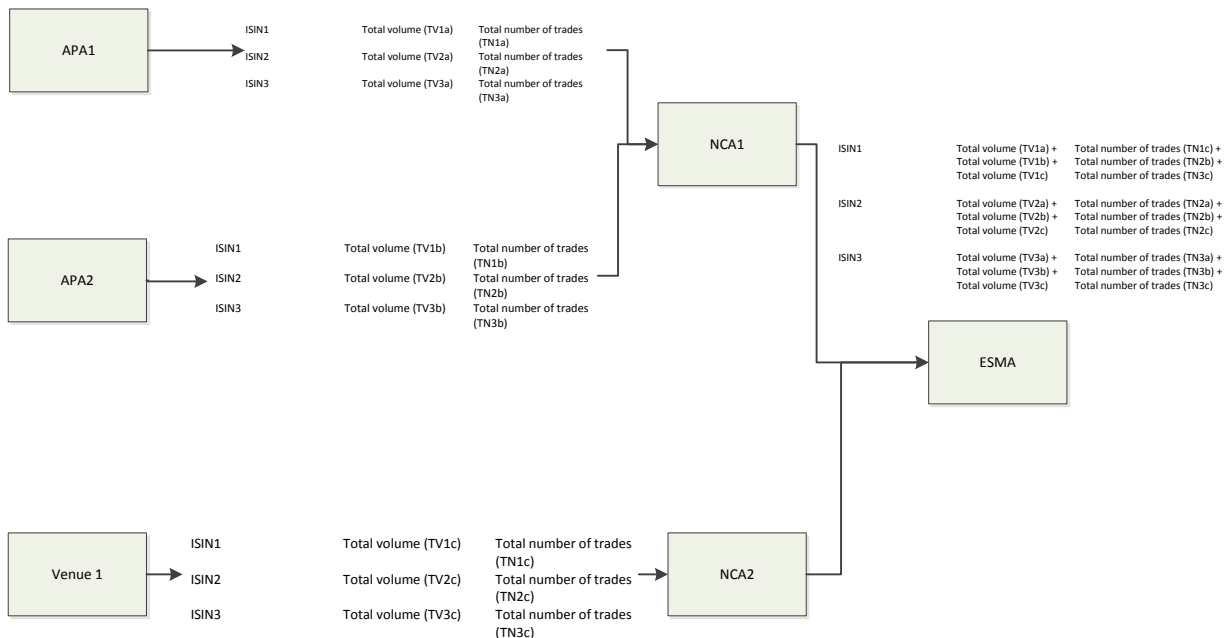 APA1
ISIN1 Total volume (TV1a) Total number of trades
(TN1a)
ISIN2 Total volume (TV2a) Total number of trades
(TN2a)
ISIN3 Total volume (TV3a) Total number of trades
(TN3a)
NCA1
ISIN1 Total volume (TV1a) + Total number of trades (TN1c) +
Total volume (TV1b) + Total number of trades (TN2b) +
Total volume (TV1c) Total number of trades (TN3c)
ISIN2 Total volume (TV2a) + Total number of trades (TN2a) +
Total volume (TV2b) + Total number of trades (TN2b) +
Total volume (TV2c) Total number of trades (TN2c)
ISIN3 Total volume (TV3a) + Total number of trades (TN3a) +
Total volume (TV3b) + Total number of trades (TN3b) +
Total volume (TV3c) Total number of trades (TN3c)
APA2
ISIN1 Total volume (TV1b) Total number of trades
(TN1b)
ISIN2 Total volume (TV2b) Total number of trades
(TN2b)
ISIN3 Total volume (TV3b) Total number of trades
(TN3b)
ESMA
Venue 1
ISIN1 Total volume (TV1c) Total number of trades
(TN1c)
ISIN2 Total volume (TV2c) Total number of trades
(TN2c)
ISIN3 Total volume (TV3c) Total number of trades
(TN3c)
NCA2